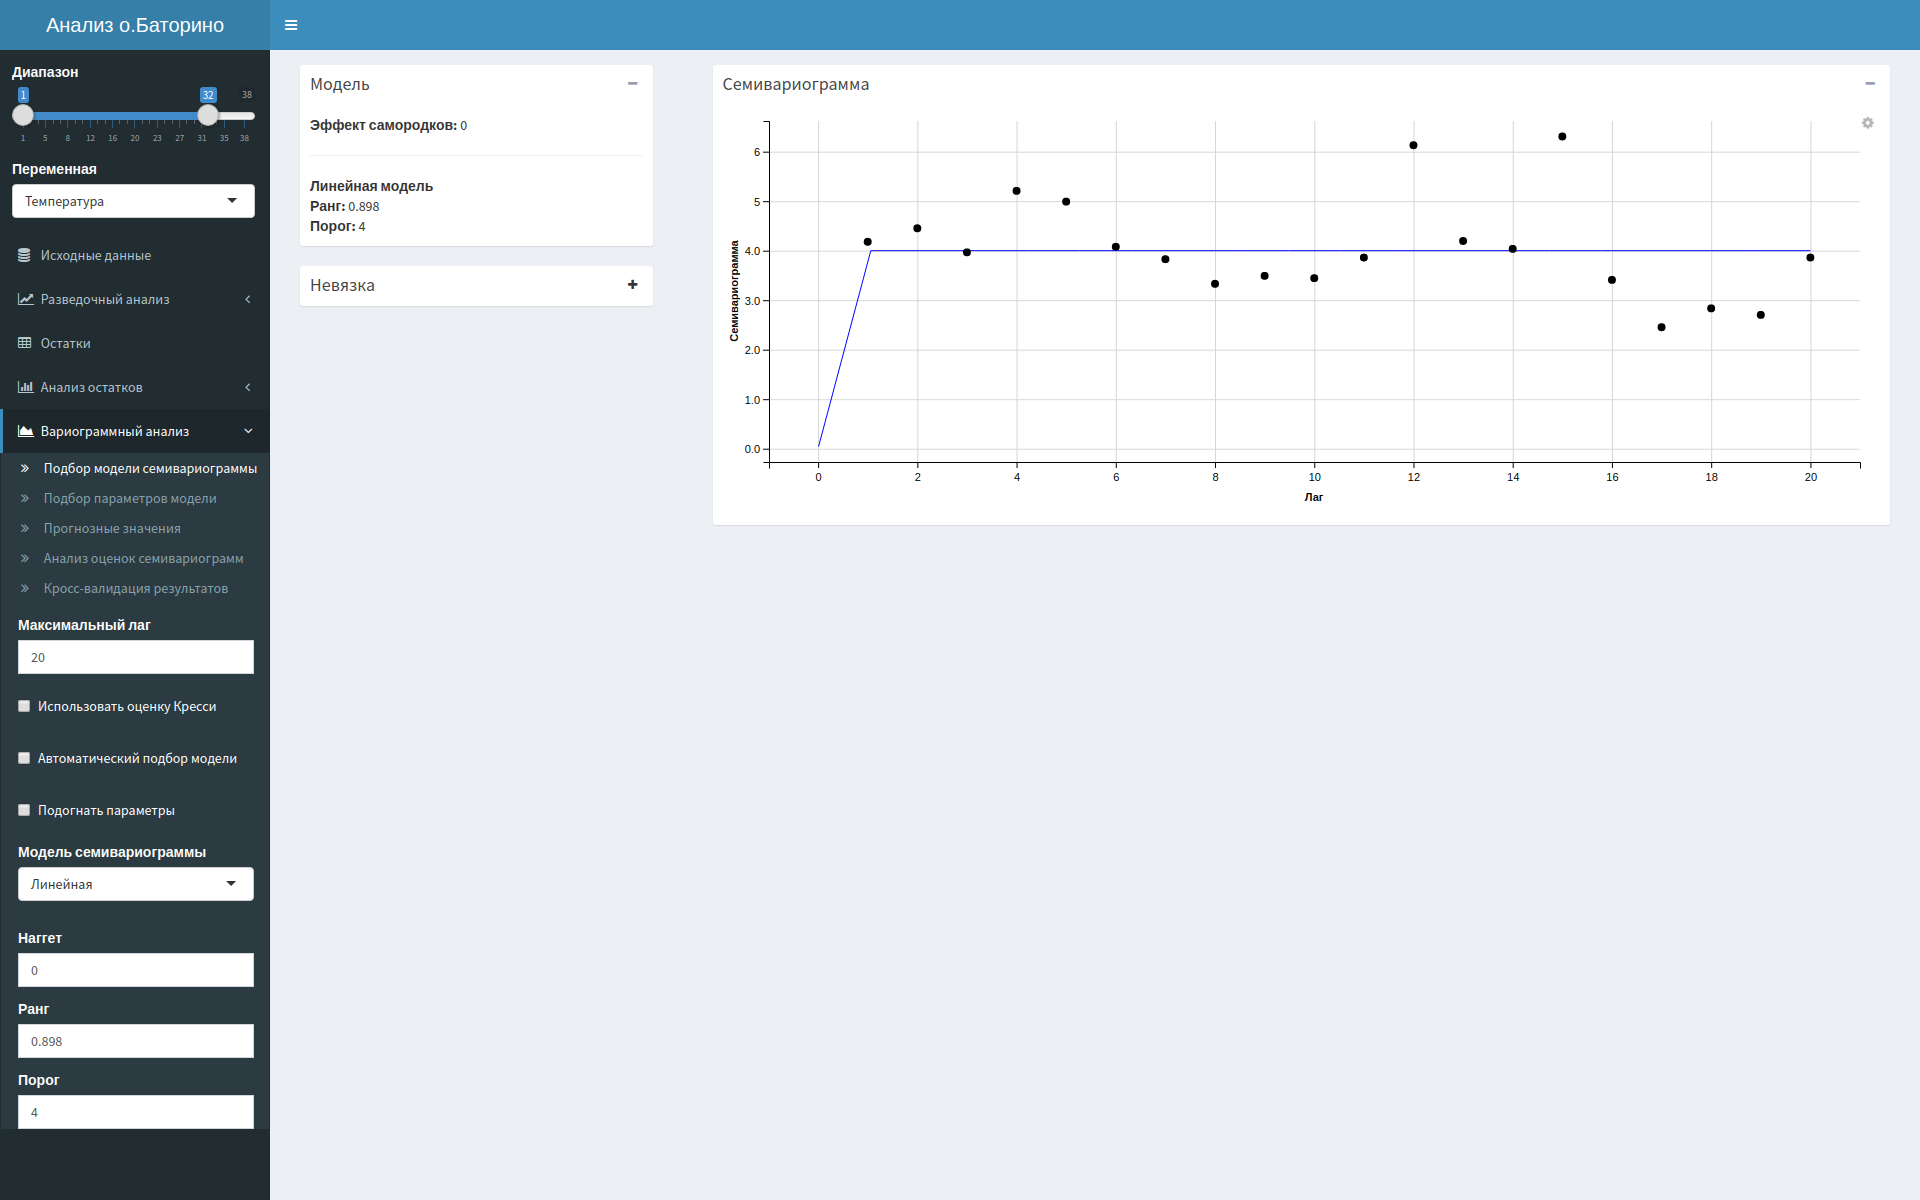 Анализ о.Баторино
Диапазон
1
32
38
1 5 8 12 16 20 23 27 31 35 38
Переменная
Температура
Исходные данные
Разведочный анализ
Остатки
Анализ остатков
Вариограммный анализ
Подбор модели семивариограммы
Подбор параметров модели
Прогнозные значения
Анализ оценок семивариограмм
Кросс-валидация результатов
Максимальный лаг
20
Использовать оценку Кресси
Автоматический подбор модели
Подогнать параметры
Модель семивариограммы
Линейная
Наггет
0
Ранг
0.898
Порог
4
Модель
Эффект самородков: 0
Линейная модель
Ранг: 0.898
Порог: 4
Невязка
Семивариограмма
6
5
4.0
3.0
2.0
1.0
0.0
Семивариограмма
0 2 4 6 8 10 12 14 16 18 20
Лаг